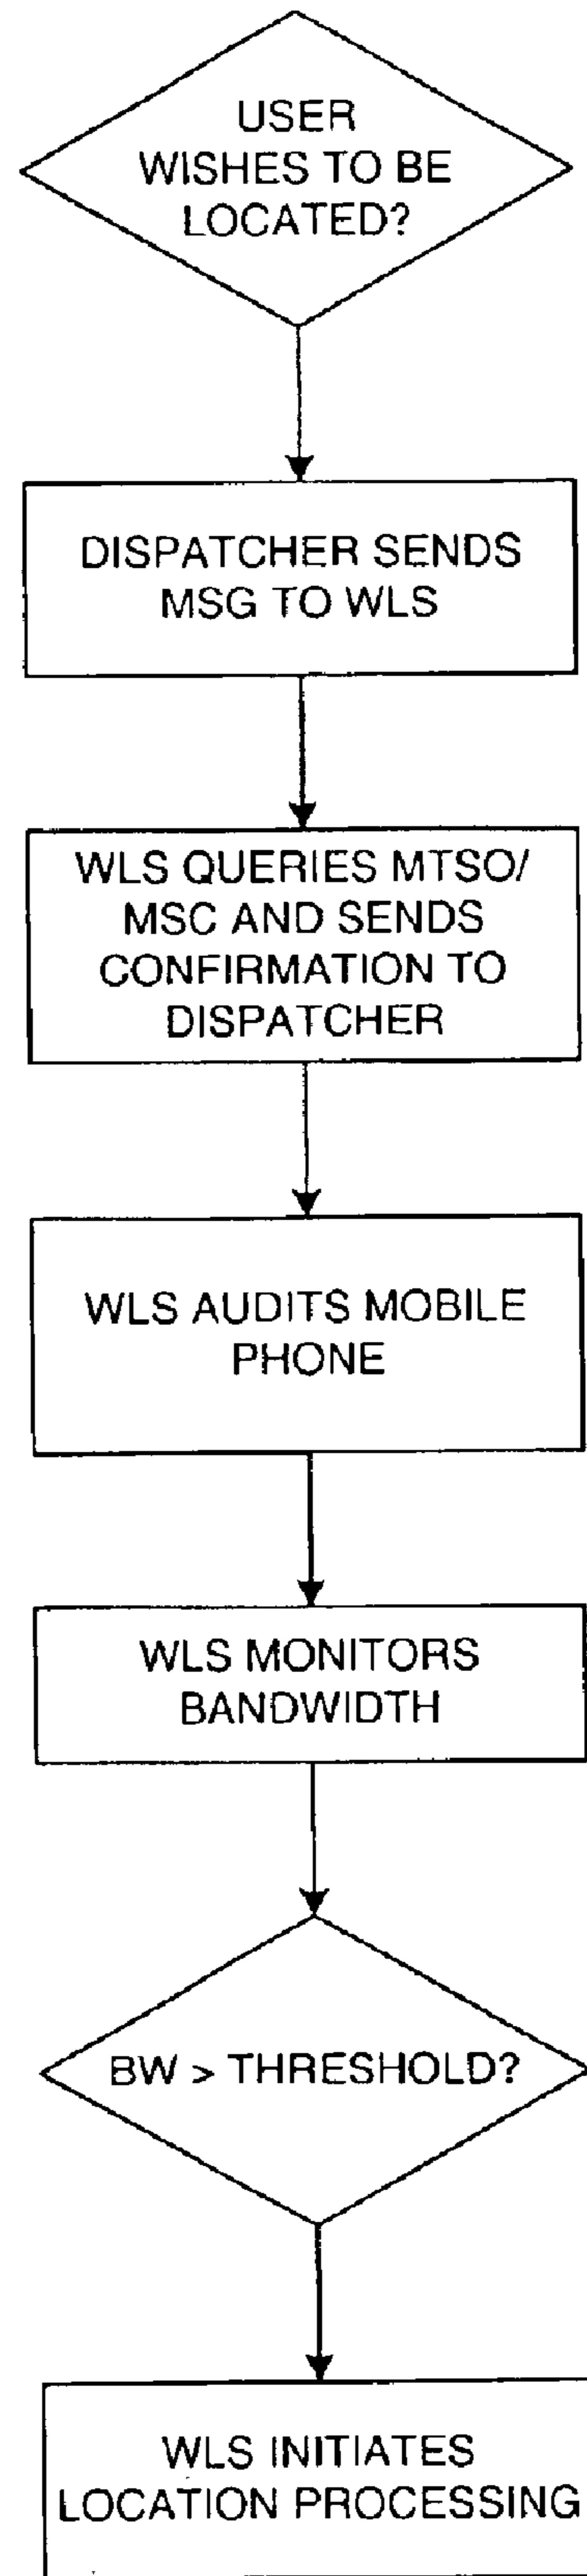 USER
WISHES TO BE
LOCATED?
DISPATCHER SENDS
MSG TO WLS
WLS QUERIES MTSO/
MSC AND SENDS
CONFIRMATION TO
DISPATCHER
WLS AUDITS MOBILE
PHONE
WLS MONITORS
BANDWIDTH
BW > THRESHOLD?
WLS INITIATES
LOCATION PROCESSING